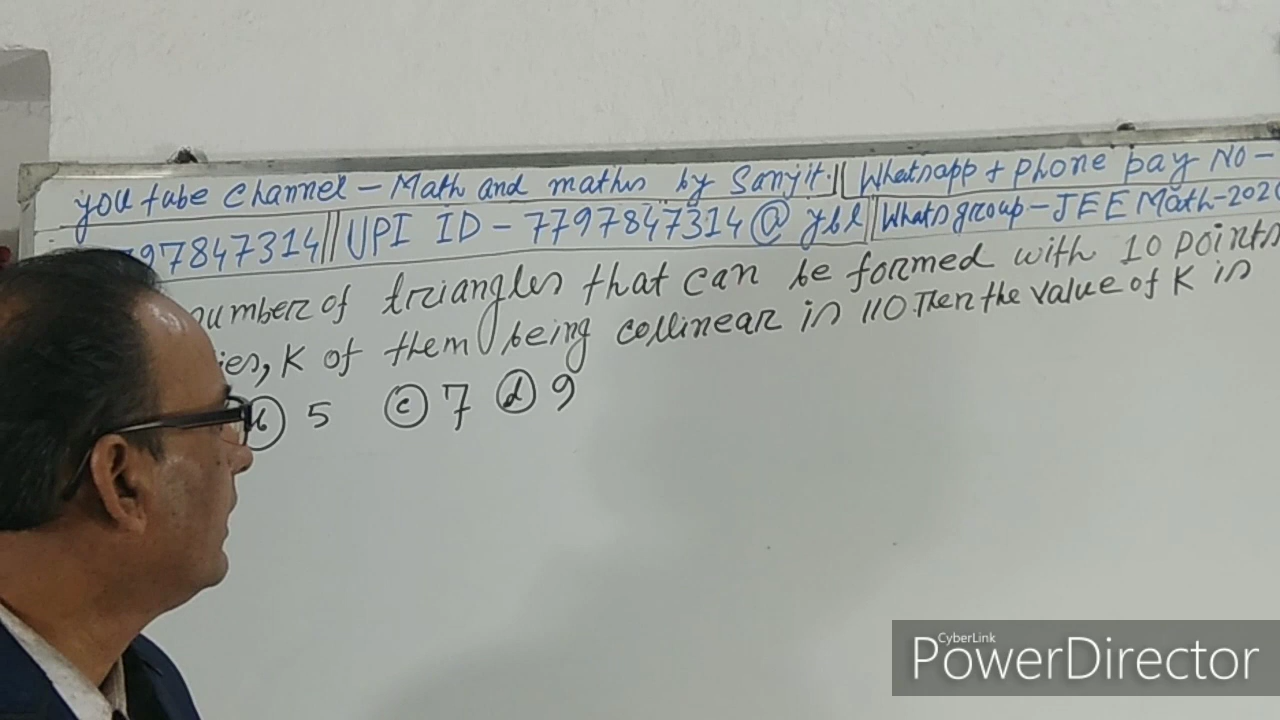 you tube Channel - Math and maths by Sanjit || Whatsapp + phone pay NO -
97847314 || UPI ID - 7797847314@ybl || Whats group - JEE Math - 202
number of triangles that can be formed with 10 points
K of them being collinear is 110. Then the value of K is
b 5 c 7 d 9
CyberLink
PowerDirector